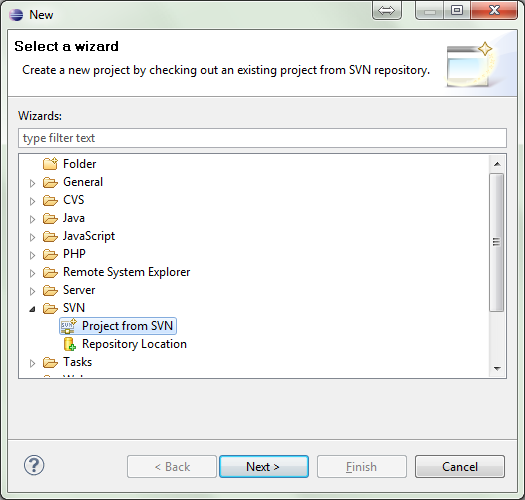 New
Select a wizard
Create a new project by checking out an existing project from SVN repository.
Wizards:
type filter text
Folder
General
CVS
Java
JavaScript
PHP
Remote System Explorer
Server
SVN
Project from SVN
Repository Location
Tasks
< Back
Next >
Finish
Cancel